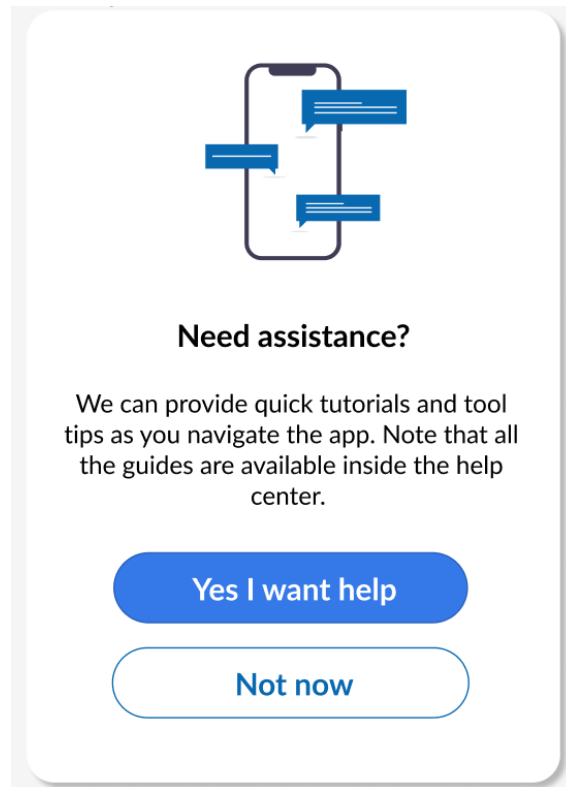 Need assistance?
We can provide quick tutorials and tool
tips as you navigate the app. Note that all
the guides are available inside the help
center.
Yes I want help
Not now